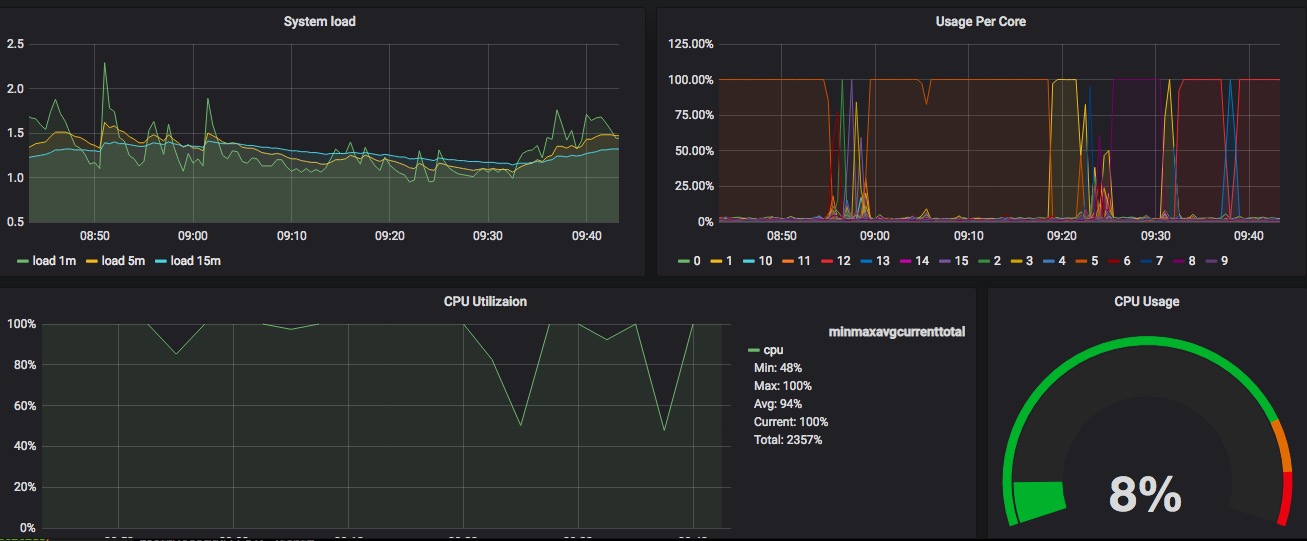 System load
2.5
2.0
1.5
1.0
0.5
08:50 09:00 09:10 09:20 09:30 09:40
load 1m load 5m load 15m
Usage Per Core
125.00%
100.00%
75.00%
50.00%
25.00%
0%
08:50 09:00 09:10 09:20 09:30 09:40
0 1 10 11 12 13 14 15 2 3 4 5 6 7 8 9
CPU Utilizaion
100%
80%
60%
40%
20%
0%
minmaxavgcurrenttotal
cpu
Min: 48%
Max: 100%
Avg: 94%
Current: 100%
Total: 2357%
CPU Usage
8%